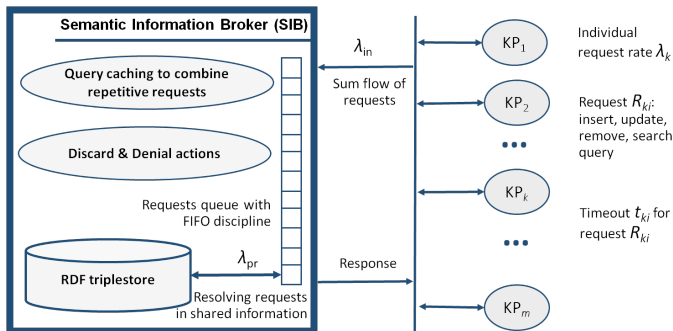 Semantic Information Broker (SIB)
Query caching to combine
repetitive requests
Discard & Denial actions
Requests queue with
FIFO discipline
RDF triplestore
λpr
Resolving requests
in shared information
λin
Sum flow of
requests
Response
KP1
KP2
•••
KPk
•••
KPm
Individual
request rate λk
Request Rki:
insert, update,
remove, search
query
Timeout tki for
request Rki